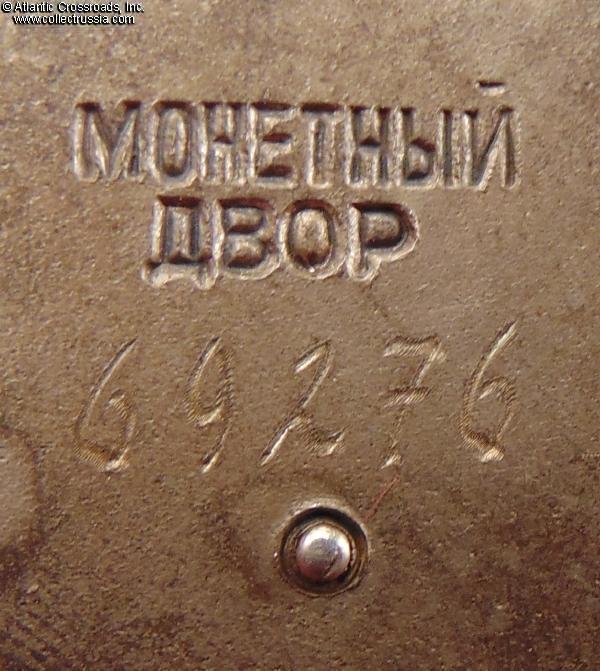 © Atlantic Crossroads, Inc.
www.collectrussia.com
МОНЕТНЫЙ
ДВОР
69276